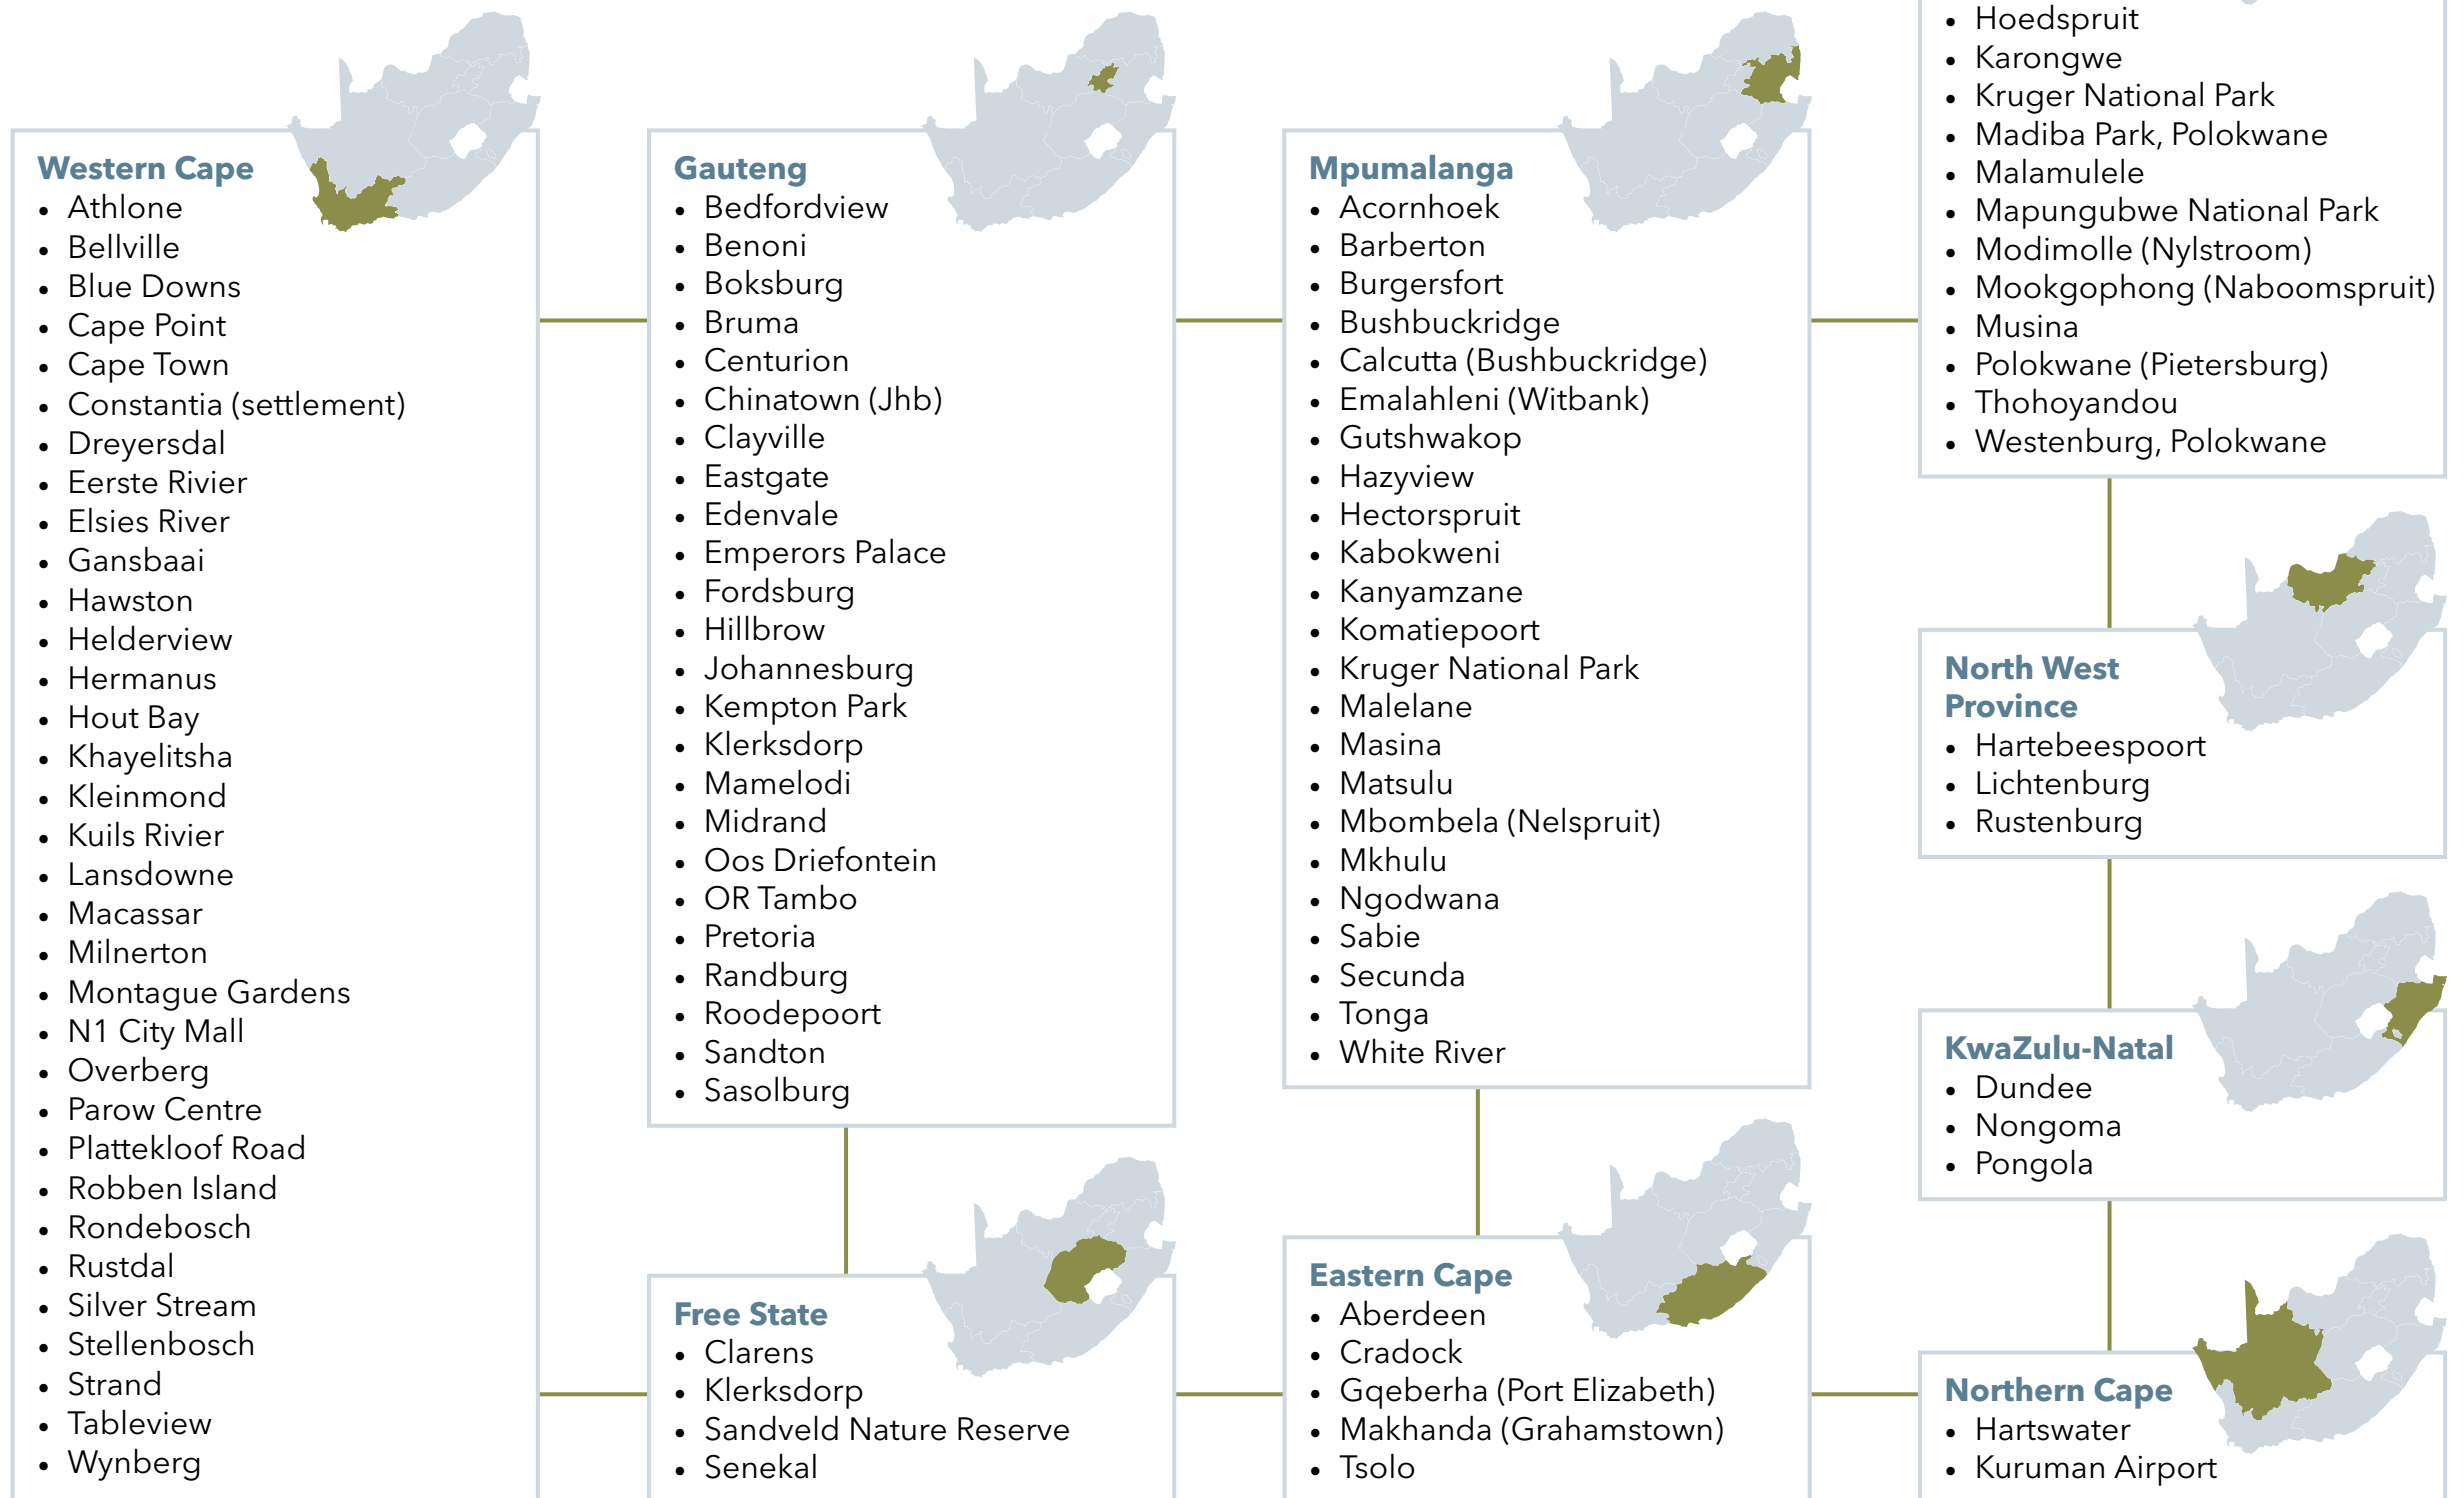 Western Cape
• Athlone
• Bellville
• Blue Downs
• Cape Point
• Cape Town
• Constantia (settlement)
• Dreyersdal
• Eerste Rivier
• Elsies River
• Gansbaai
• Hawston
• Helderview
• Hermanus
• Hout Bay
• Khayelitsha
• Kleinmond
• Kuils Rivier
• Lansdowne
• Macassar
• Milnerton
• Montague Gardens
• N1 City Mall
• Overberg
• Parow Centre
• Plattekloof Road
• Robben Island
• Rondebosch
• Rustdal
• Silver Stream
• Stellenbosch
• Strand
• Tableview
• Wynberg
Gauteng
• Bedfordview
• Benoni
• Boksburg
• Bruma
• Centurion
• Chinatown (Jhb)
• Clayville
• Eastgate
• Edenvale
• Emperors Palace
• Fordsburg
• Hillbrow
• Johannesburg
• Kempton Park
• Klerksdorp
• Mamelodi
• Midrand
• Oos Driefontein
• OR Tambo
• Pretoria
• Randburg
• Roodepoort
• Sandton
• Sasolburg
Free State
• Clarens
• Klerksdorp
• Sandveld Nature Reserve
• Senekal
Mpumalanga
• Acornhoek
• Barberton
• Burgersfort
• Bushbuckridge
• Calcutta (Bushbuckridge)
• Emalahleni (Witbank)
• Gutshwakop
• Hazyview
• Hectorspruit
• Kabokweni
• Kanyamzane
• Komatiepoort
• Kruger National Park
• Malelane
• Masina
• Matsulu
• Mbombela (Nelspruit)
• Mkhulu
• Ngodwana
• Sabie
• Secunda
• Tonga
• White River
Eastern Cape
• Aberdeen
• Cradock
• Gqeberha (Port Elizabeth)
• Makhanda (Grahamstown)
• Tsolo
• Hoedspruit
• Karongwe
• Kruger National Park
• Madiba Park, Polokwane
• Malamulele
• Mapungubwe National Park
• Modimolle (Nylstroom)
• Mookgophong (Naboomspruit)
• Musina
• Polokwane (Pietersburg)
• Thohoyandou
• Westenburg, Polokwane
North West
Province
• Hartebeespoort
• Lichtenburg
• Rustenburg
KwaZulu-Natal
• Dundee
• Nongoma
• Pongola
Northern Cape
• Hartswater
• Kuruman Airport